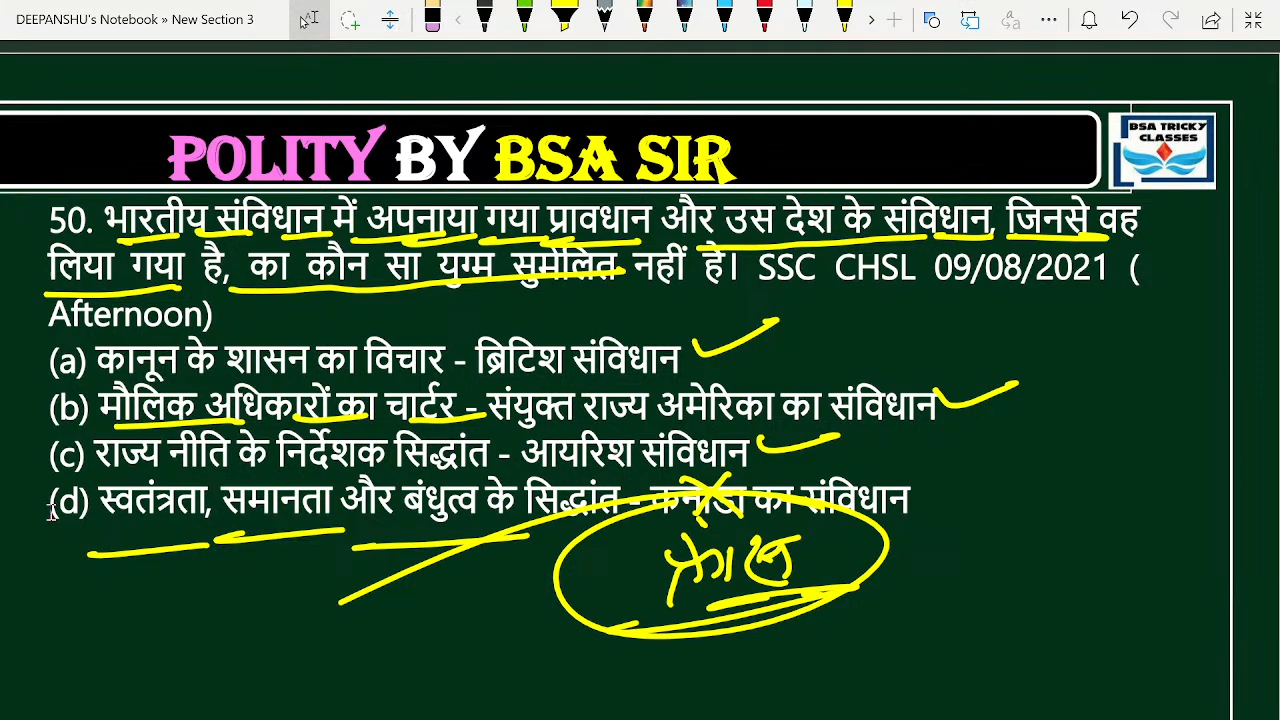 DEEPANSHU's Notebook » New Section 3
POLITY BY BSA SIR
BSA TRICKY
CLASSES
50. भारतीय संविधान में अपनाया गया प्रावधान और उस देश के संविधान, जिनसे वह
लिया गया है, का कौन सा युग्म सुमेलित नहीं है। SSC CHSL 09/08/2021 (
Afternoon)
(a) कानून के शासन का विचार - ब्रिटिश संविधान
(b) मौलिक अधिकारों का चार्टर - संयुक्त राज्य अमेरिका का संविधान
(c) राज्य नीति के निर्देशक सिद्धांत - आयरिश संविधान
(d) स्वतंत्रता, समानता और बंधुत्व के सिद्धांत - कनाडा का संविधान